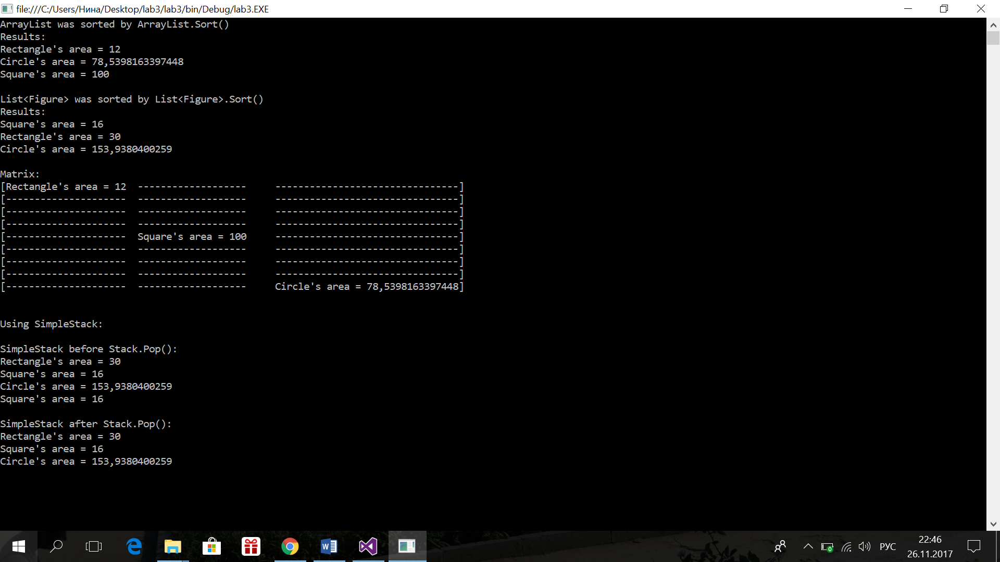 file:///C:/Users/Нина/Desktop/lab3/lab3/bin/Debug/lab3.EXE
ArrayList was sorted by ArrayList.Sort()
Results:
Rectangle's area = 12
Circle's area = 78,5398163397448
Square's area = 100
List<Figure> was sorted by List<Figure>.Sort()
Results:
Square's area = 16
Rectangle's area = 30
Circle's area = 153,9380400259
Matrix:
[Rectangle's area = 12  -------------------     --------------------------------]
[---------------------  -------------------     --------------------------------]
[---------------------  -------------------     --------------------------------]
[---------------------  -------------------     --------------------------------]
[---------------------  Square's area = 100     --------------------------------]
[---------------------  -------------------     --------------------------------]
[---------------------  -------------------     --------------------------------]
[---------------------  -------------------     --------------------------------]
[---------------------  -------------------     Circle's area = 78,5398163397448]
Using SimpleStack:
SimpleStack before Stack.Pop():
Rectangle's area = 30
Square's area = 16
Circle's area = 153,9380400259
Square's area = 16
SimpleStack after Stack.Pop():
Rectangle's area = 30
Square's area = 16
Circle's area = 153,9380400259
РУС
22:46
26.11.2017